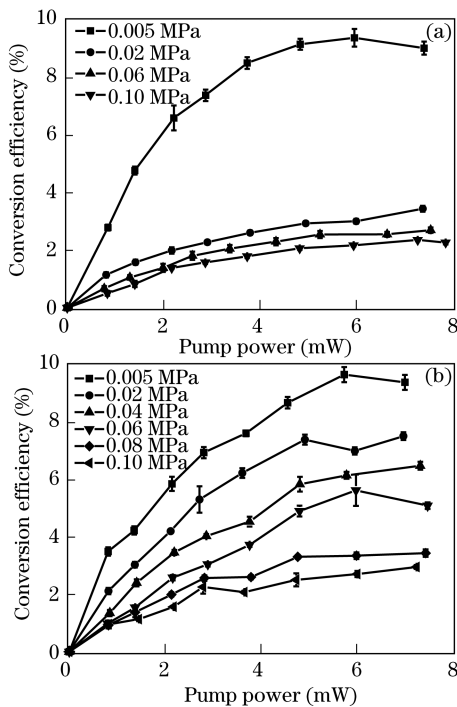 (a)
0.005 MPa
0.02 MPa
0.06 MPa
0.10 MPa
Conversion efficiency (%)
10
8
6
4
2
0
0 2 4 6 8
Pump power (mW)
(b)
0.005 MPa
0.02 MPa
0.04 MPa
0.06 MPa
0.08 MPa
0.10 MPa
Conversion efficiency (%)
10
8
6
4
2
0
0 2 4 6 8
Pump power (mW)